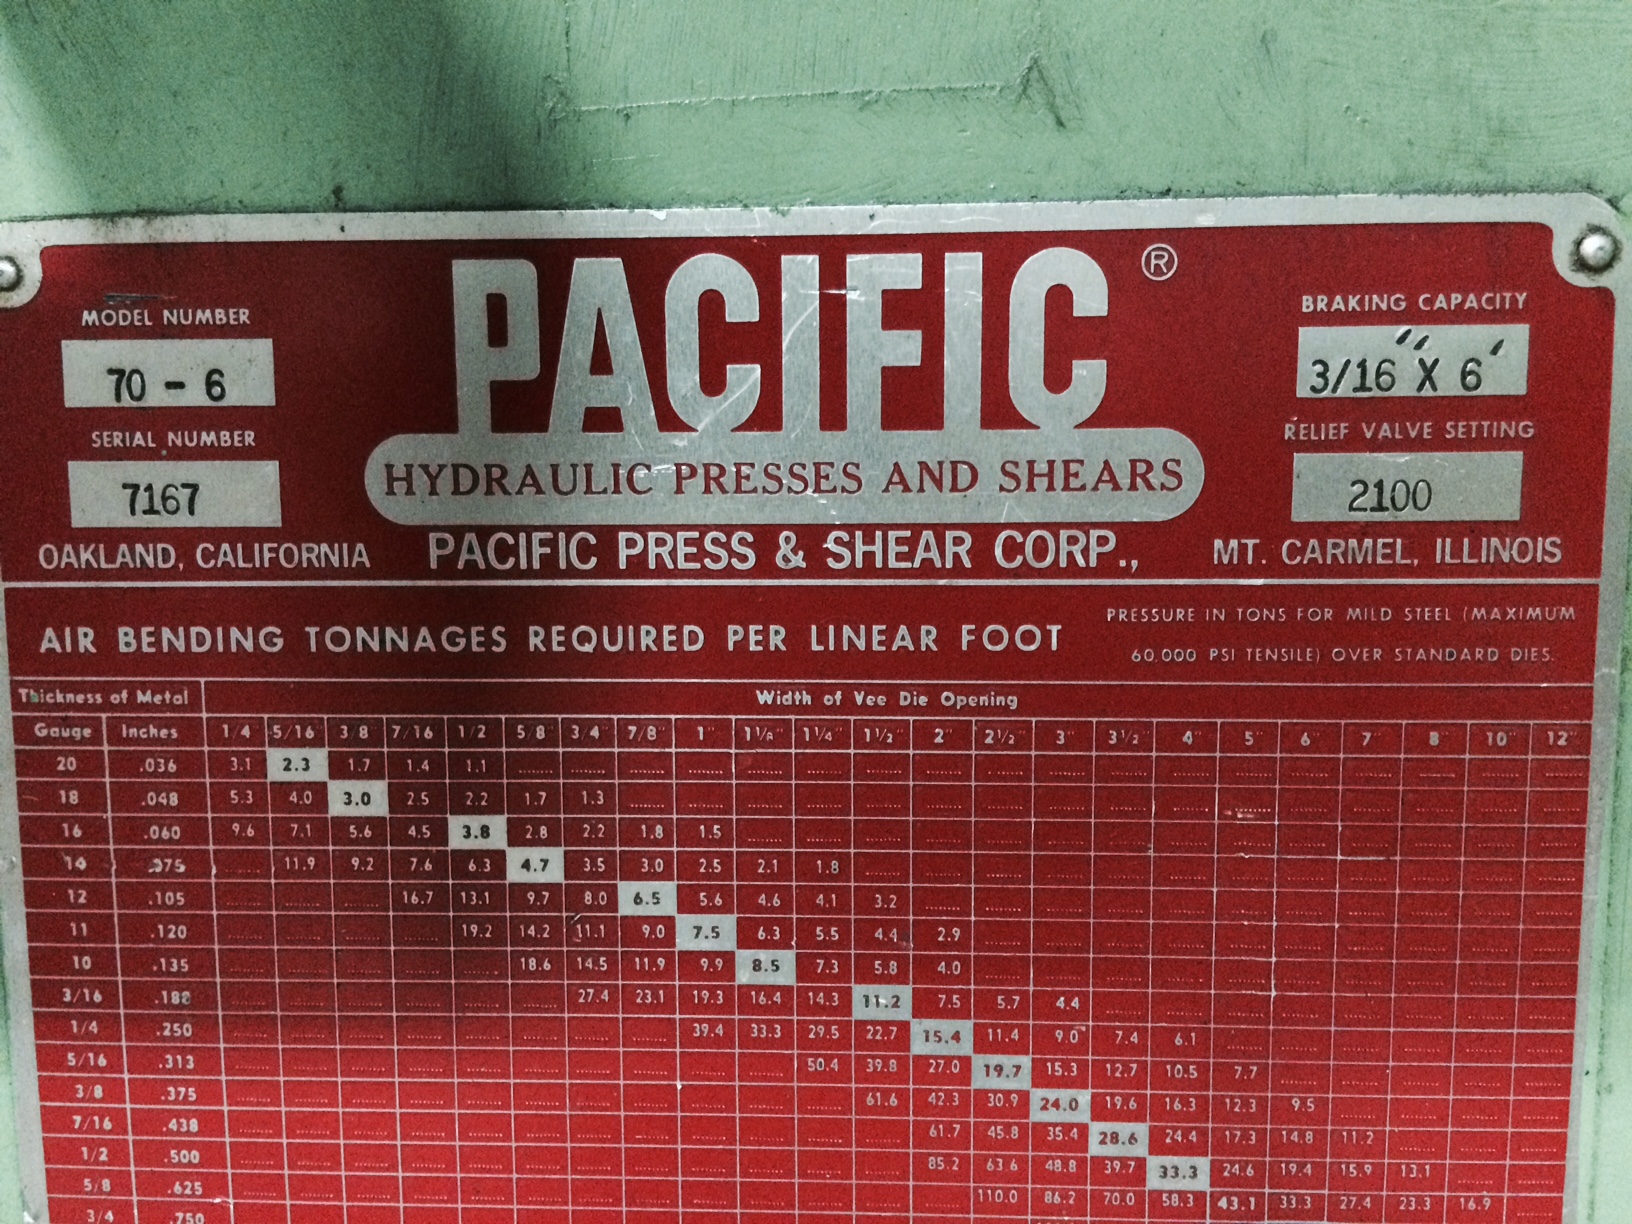 PACIFIC ®
MODEL NUMBER
70 - 6
SERIAL NUMBER
7167
BRAKING CAPACITY
3/16" X 6'
RELIEF VALVE SETTING
2100
HYDRAULIC PRESSES AND SHEARS
OAKLAND, CALIFORNIA PACIFIC PRESS & SHEAR CORP., MT. CARMEL, ILLINOIS
AIR BENDING TONNAGES REQUIRED PER LINEAR FOOT
PRESSURE IN TONS FOR MILD STEEL (MAXIMUM
60,000 PSI TENSILE) OVER STANDARD DIES.
Thickness of Metal Width of Vee Die Opening
Gauge Inches 1/4 5/16" 3/8 7/16 1/2 5/8" 3/4" 7/8" 1" 1⅛" 1¼" 1½" 2" 2½" 3" 3½ 4" 5" 6 7" 8" 10" 12"
20 .036 3.1 2.3 1.7 1.4 1.1
18 .048 5.3 4.0 3.0 2.5 2.2 1.7 1.3
16 .060 9.6 7.1 5.6 4.5 3.8 2.8 2.2 1.8 1.5
14 .075 11.9 9.2 7.6 6.3 4.7 3.5 3.0 2.5 2.1 1.8
12 .105 16.7 13.1 9.7 8.0 6.5 5.6 4.6 4.1 3.2
11 .120 19.2 14.2 11.1 9.0 7.5 6.3 5.5 4.4 2.9
10 .135 18.6 14.5 11.9 9.9 8.5 7.3 5.8 4.0
3/16 .188 27.4 23.1 19.3 16.4 14.3 11.2 7.5 5.7 4.4
1/4 .250 39.4 33.3 29.5 22.7 15.4 11.4 9.0 7.4 6.1
5/16 .313 50.4 39.8 27.0 19.7 15.3 12.7 10.5 7.7
3/8 .375 61.6 42.3 30.9 24.0 19.6 16.3 12.3 9.5
7/16 .438 61.7 45.8 35.4 28.6 24.4 17.3 14.8 11.2
1/2 .500 85.2 63.6 48.8 39.7 33.3 24.6 19.4 15.9 13.1
5/8 .625 110.0 86.2 70.0 58.3 43.1 33.3 27.4 23.3 16.9
3/4 .750